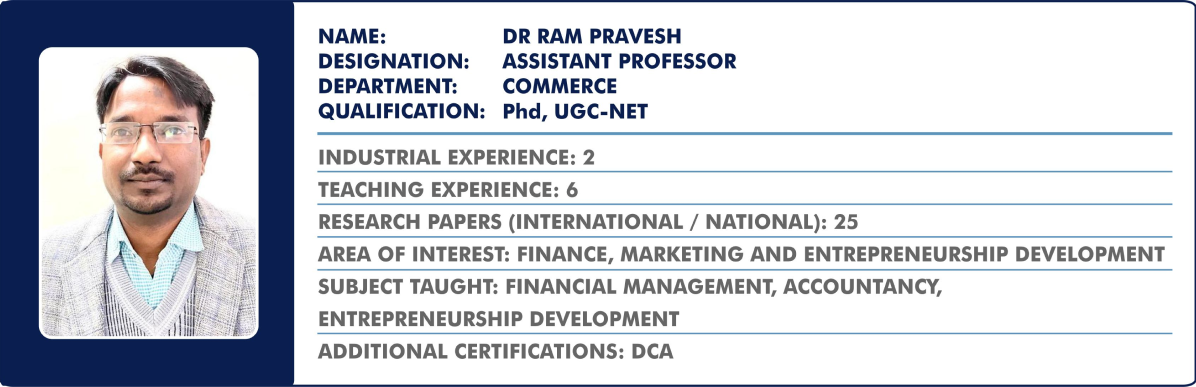 NAME: DR RAM PRAVESH
DESIGNATION: ASSISTANT PROFESSOR
DEPARTMENT: COMMERCE
QUALIFICATION: Phd, UGC-NET
INDUSTRIAL EXPERIENCE: 2
TEACHING EXPERIENCE: 6
RESEARCH PAPERS (INTERNATIONAL / NATIONAL): 25
AREA OF INTEREST: FINANCE, MARKETING AND ENTREPRENEURSHIP DEVELOPMENT
SUBJECT TAUGHT: FINANCIAL MANAGEMENT, ACCOUNTANCY,
ENTREPRENEURSHIP DEVELOPMENT
ADDITIONAL CERTIFICATIONS: DCA